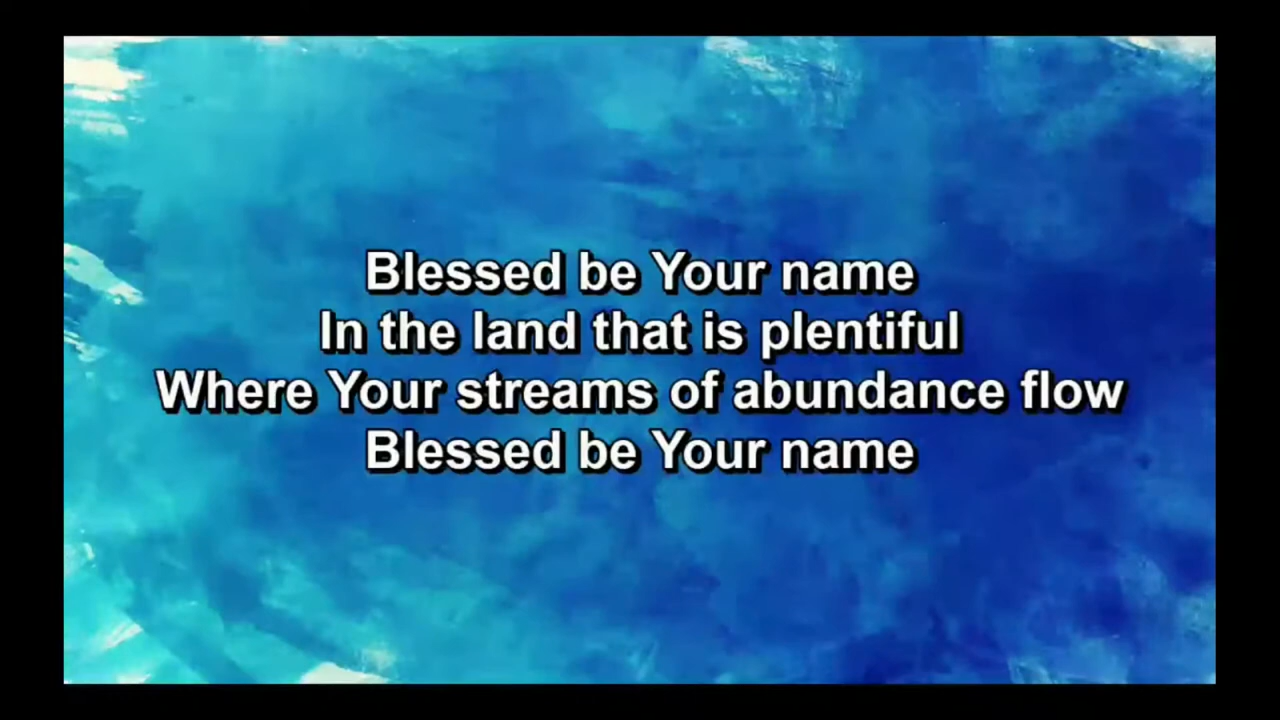 Blessed be Your name
In the land that is plentiful
Where Your streams of abundance flow
Blessed be Your name